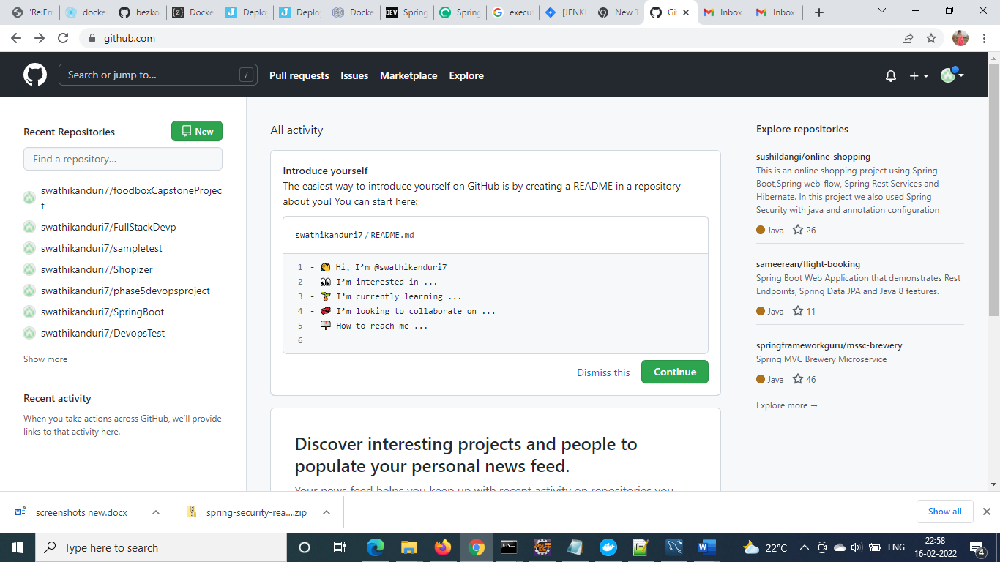 'Re:Err
docke
bezko
Docke
Deplo
Deplo
Docke
DEV
Spring
Spring
execu
[JENK
New T
Gi
Inbox
Inbox
github.com
Search or jump to...
/
Pull requests
Issues
Marketplace
Explore
Recent Repositories
New
Find a repository...
swathikanduri7/foodboxCapstoneProjec
t
swathikanduri7/FullStackDevp
swathikanduri7/sampletest
swathikanduri7/Shopizer
swathikanduri7/phase5devopsproject
swathikanduri7/SpringBoot
swathikanduri7/DevopsTest
Show more
Recent activity
When you take actions across GitHub, we'll provide
links to that activity here.
All activity
Introduce yourself
The easiest way to introduce yourself on GitHub is by creating a README in a repository
about you! You can start here:
swathikanduri7 / README.md
1 - 👋 Hi, I'm @swathikanduri7
2 - 👀 I'm interested in ...
3 - 🌱 I'm currently learning ...
4 - 💞️ I'm looking to collaborate on ...
5 - 📫 How to reach me ...
6
Dismiss this
Continue
Discover interesting projects and people to
populate your personal news feed.
Your news feed helps you keep up with recent activity on repositories you
Explore repositories
sushildangi/online-shopping
This is an online shopping project using Spring
Boot,Spring web-flow, Spring Rest Services and
Hibernate. In this project we also used Spring
Security with java and annotation configuration
Java 26
sameerean/flight-booking
Spring Boot Web Application that demonstrates Rest
Endpoints, Spring Data JPA and Java 8 features.
Java 11
springframeworkguru/mssc-brewery
Spring MVC Brewery Microservice
Java 46
Explore more →
screenshots new.docx
spring-security-rea....zip
Show all
Type here to search
22°C
ENG
22:58
16-02-2022
4